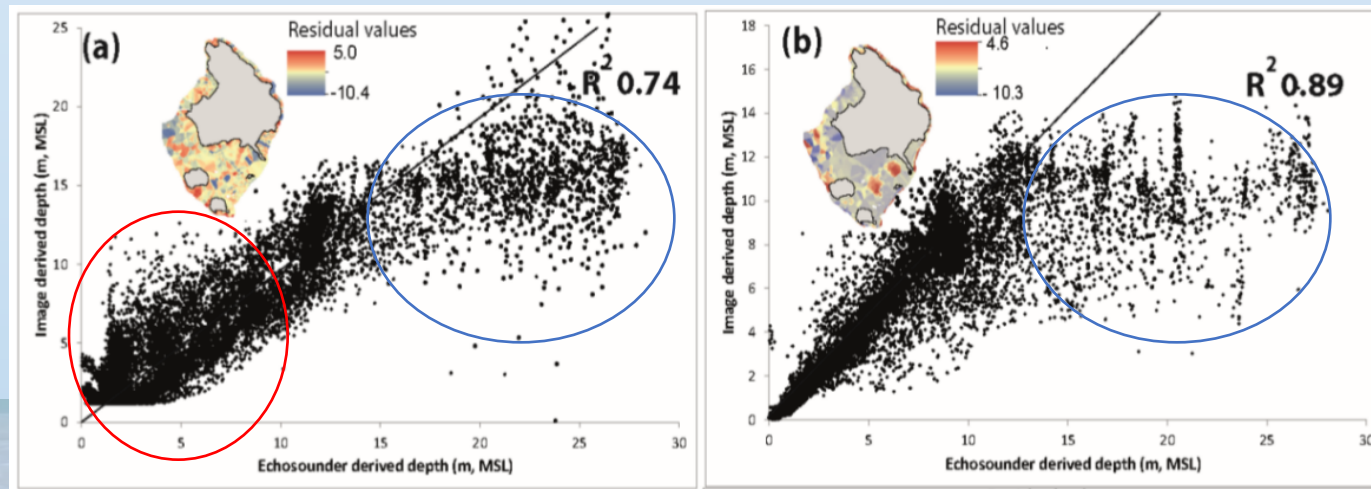 (a)
Residual values
5.0
-10.4
R² 0.74
Image derived depth (m, MSL)
25
20
15
10
5
0
0 5 10 15 20 25 30
Echosounder derived depth (m, MSL)
(b)
Residual values
4.6
- 10.3
R² 0.89
Image derived depth (m, MSL)
18
16
14
12
10
8
6
4
2
0
0 5 10 15 20 25 30
Echosounder derived depth (m, MSL)